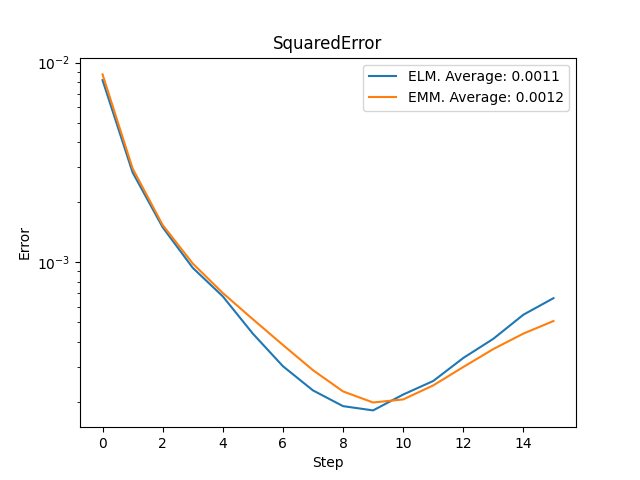 SquaredError
ELM. Average: 0.0011
EMM. Average: 0.0012
10⁻²
10⁻³
Error
0 2 4 6 8 10 12 14
Step